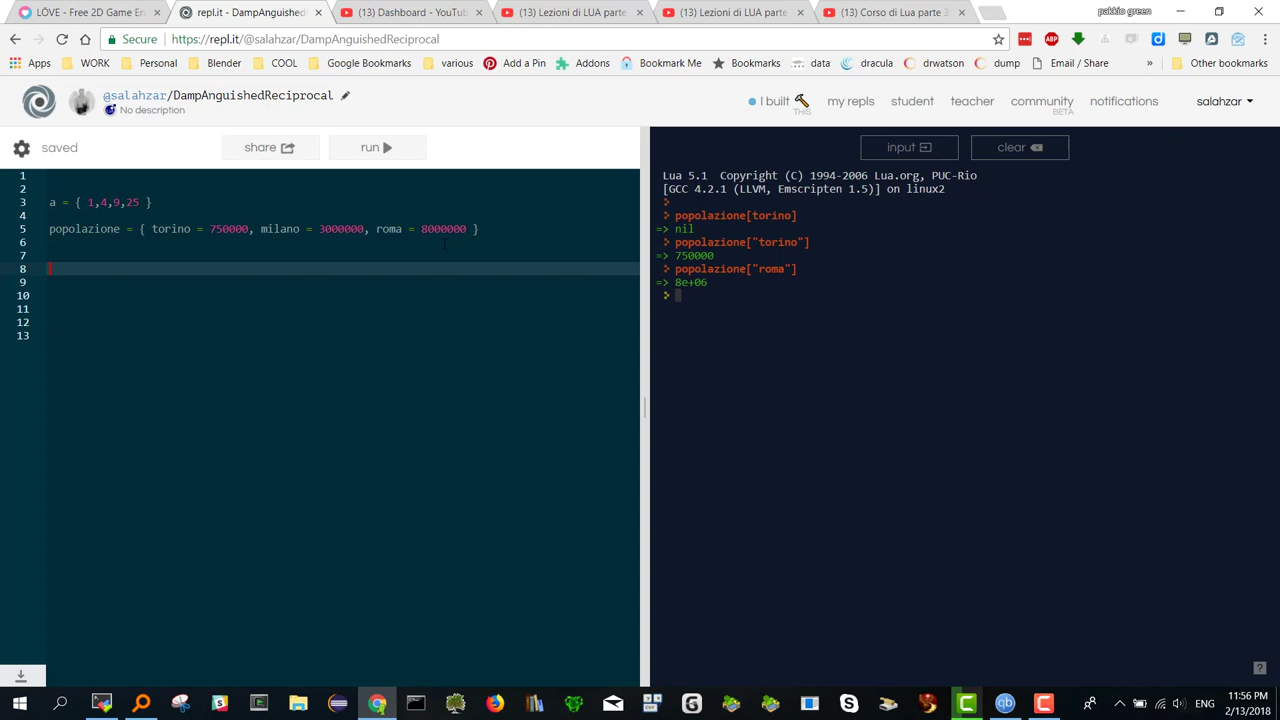 LÖVE - Free 2D Game En
repl.it - DampAnguished
(13) Dashboard - YouTub
(13) Lezioni di LUA parte
(13) Lezioni di LUA parte
(13) Corso di Lua parte 3
pakkio green
Secure
https://repl.it/@salahzar/DampAnguishedReciprocal
Apps
WORK
Personal
Blender
COOL
Google Bookmarks
various
Add a Pin
Addons
Bookmark Me
Bookmarks
data
dracula
drwatson
dump
Email / Share
»
Other bookmarks
@salahzar/DampAnguishedReciprocal
No description
I built
THIS
my repls
student
teacher
community
BETA
notifications
salahzar
saved
share
run
input
clear
1
2
3 a = { 1,4,9,25 }
4
5 popolazione = { torino = 750000, milano = 3000000, roma = 8000000 }
6
7
8
9
10
11
12
13
Lua 5.1 Copyright (C) 1994-2006 Lua.org, PUC-Rio
[GCC 4.2.1 (LLVM, Emscripten 1.5)] on linux2
popolazione[torino]
=> nil
popolazione["torino"]
=> 750000
popolazione["roma"]
=> 8e+06
ENG
11:56 PM
2/13/2018